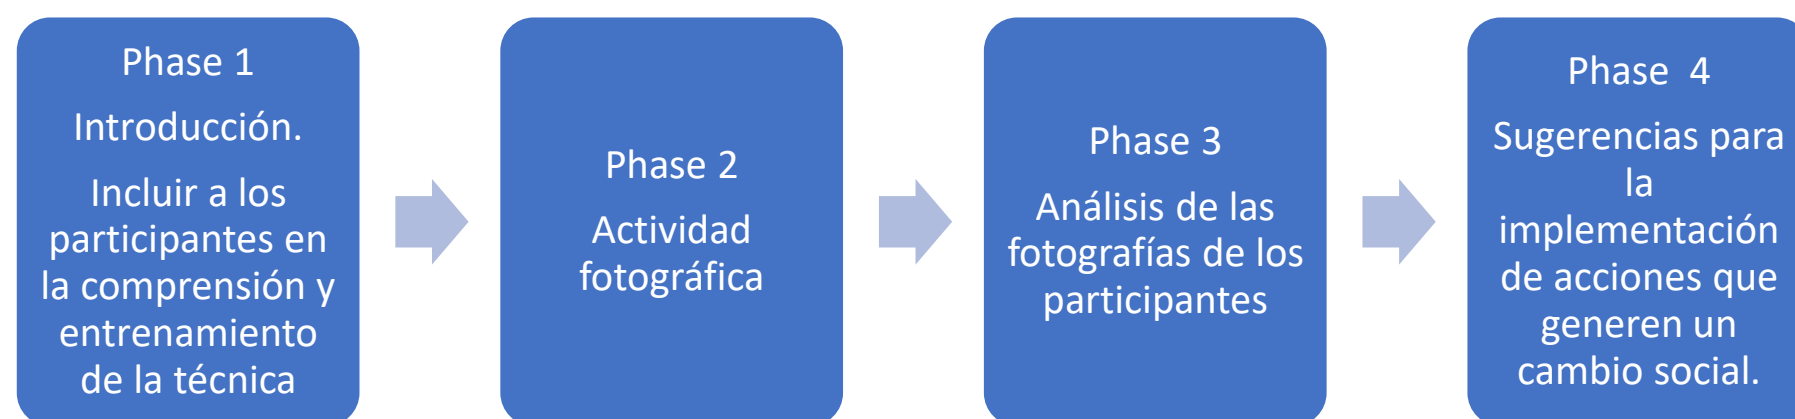 Phase 1
Introducción.
Incluir a los
participantes en
la comprensión y
entrenamiento
de la técnica
Phase 2
Actividad
fotográfica
Phase 3
Análisis de las
fotografías de los
participantes
Phase 4
Sugerencias para
la
implementación
de acciones que
generen un
cambio social.